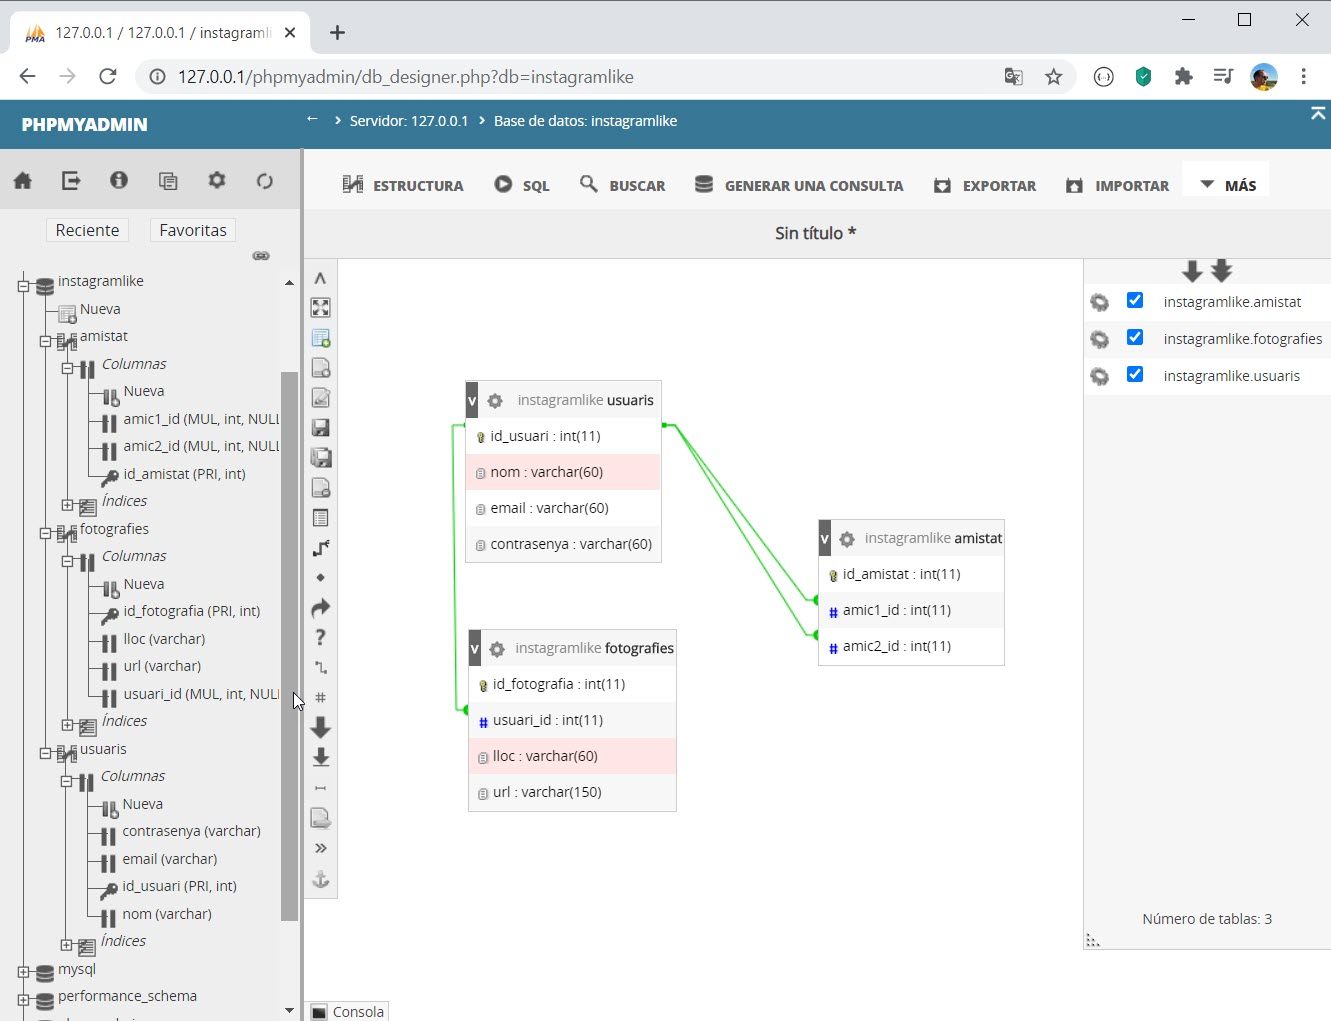 127.0.0.1 / 127.0.0.1 / instagramli
127.0.0.1/phpmyadmin/db_designer.php?db=instagramlike
PHPMYADMIN
Servidor: 127.0.0.1
Base de datos: instagramlike
ESTRUCTURA
SQL
BUSCAR
GENERAR UNA CONSULTA
EXPORTAR
IMPORTAR
MÁS
Reciente
Favoritas
Sin título *
instagramlike
Nueva
amistat
Columnas
Nueva
amic1_id (MUL, int, NULL
amic2_id (MUL, int, NULL
id_amistat (PRI, int)
Índices
fotografies
Columnas
Nueva
id_fotografia (PRI, int)
lloc (varchar)
url (varchar)
usuari_id (MUL, int, NULL
Índices
usuaris
Columnas
Nueva
contrasenya (varchar)
email (varchar)
id_usuari (PRI, int)
nom (varchar)
Índices
mysql
performance_schema
v instagramlike usuaris
id_usuari : int(11)
nom : varchar(60)
email : varchar(60)
contrasenya : varchar(60)
v instagramlike fotografies
id_fotografia : int(11)
# usuari_id : int(11)
lloc : varchar(60)
url : varchar(150)
v instagramlike amistat
id_amistat : int(11)
# amic1_id : int(11)
# amic2_id : int(11)
instagramlike.amistat
instagramlike.fotografies
instagramlike.usuaris
Número de tablas: 3
Consola